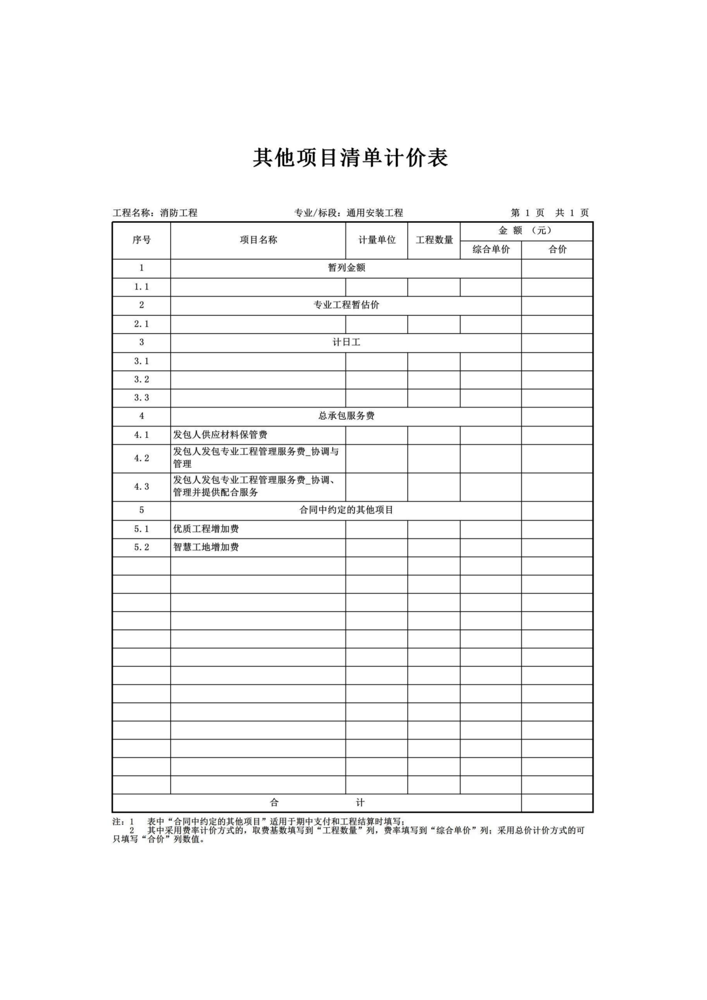 其他项目清单计价表
工程名称：消防工程 专业/标段：通用安装工程 第 1 页 共 1 页
序号 项目名称 计量单位 工程数量 金 额 （元）
综合单价 合价
1 暂列金额
1.1
2 专业工程暂估价
2.1
3 计日工
3.1
3.2
3.3
4 总承包服务费
4.1 发包人供应材料保管费
4.2 发包人发包专业工程管理服务费_协调与
管理
4.3 发包人发包专业工程管理服务费_协调、
管理并提供配合服务
5 合同中约定的其他项目
5.1 优质工程增加费
5.2 智慧工地增加费
合 计
注：1 表中“合同中约定的其他项目”适用于期中支付和工程结算时填写；
2 其中采用费率计价方式的，取费基数填写到“工程数量”列，费率填写到“综合单价”列；采用总价计价方式的可
只填写“合价”列数值。